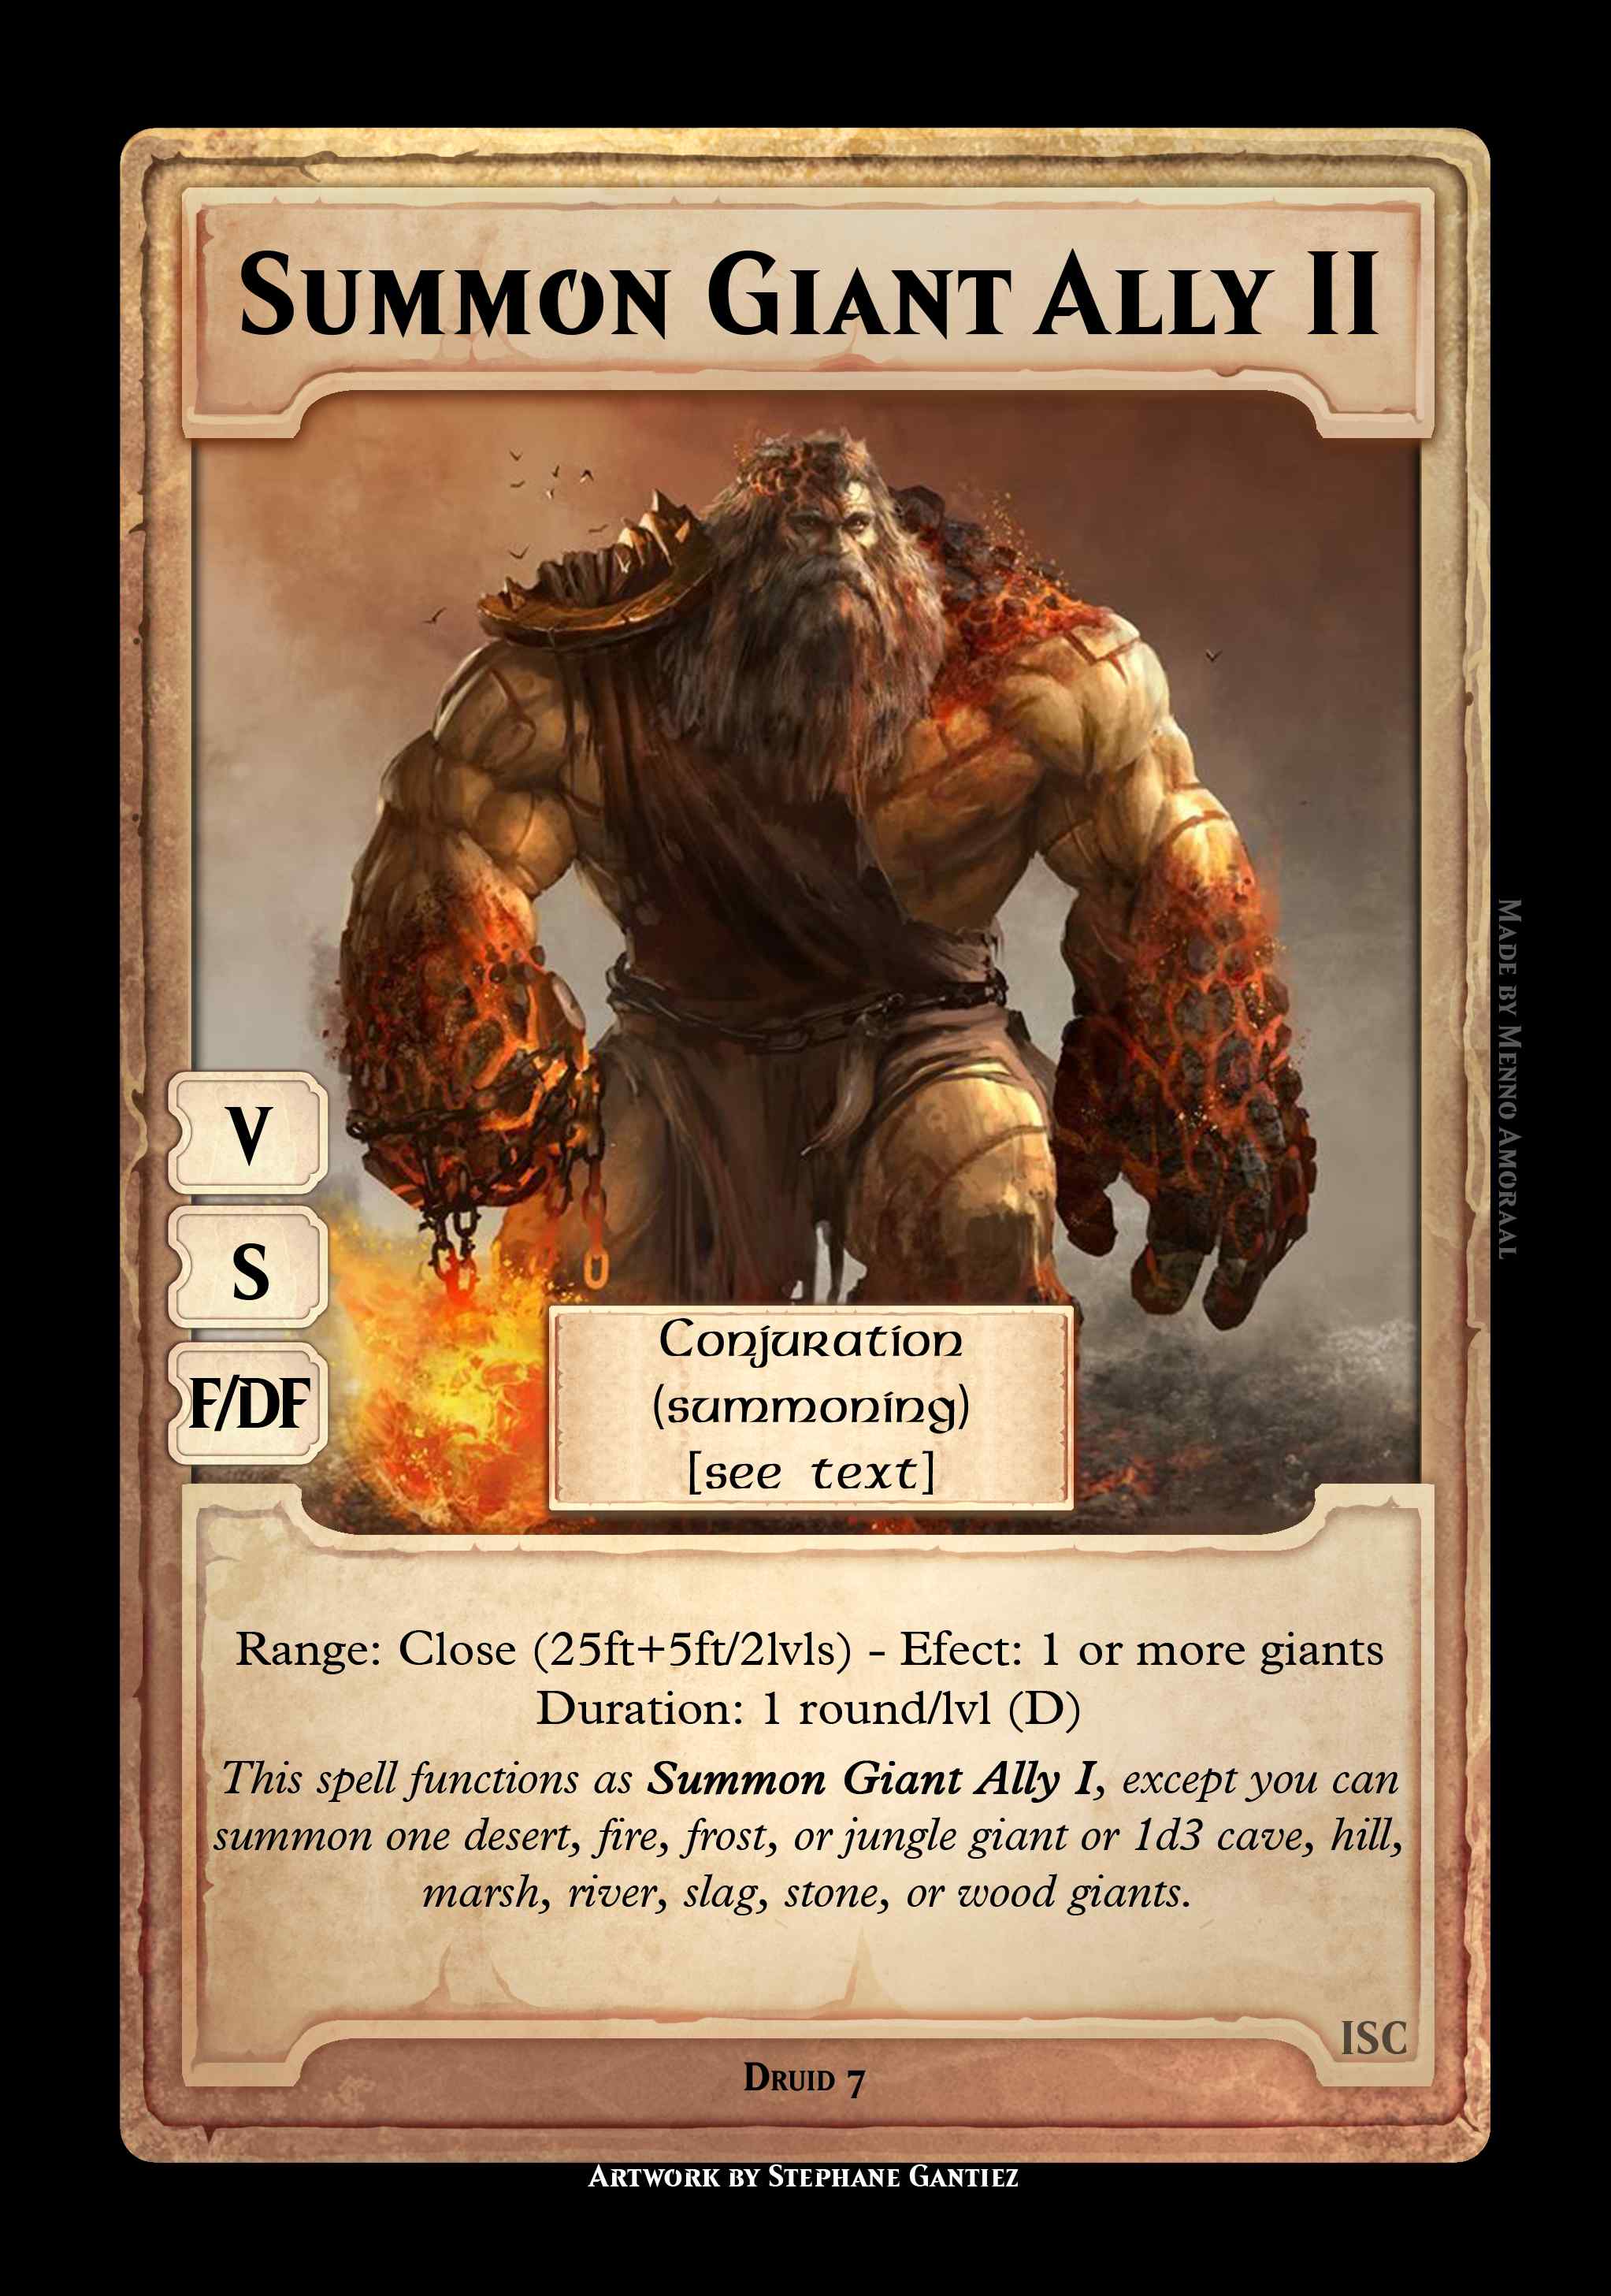 Summon Giant Ally II
V
S
F/DF
Conjuration
(summoning)
[see text]
Range: Close (25ft+5ft/2lvls) - Efect: 1 or more giants
Duration: 1 round/lvl (D)
This spell functions as Summon Giant Ally I, except you can
summon one desert, fire, frost, or jungle giant or 1d3 cave, hill,
marsh, river, slag, stone, or wood giants.
ISC
Druid 7
Artwork by Stephane Gantiez
Made by Menno Amoraal